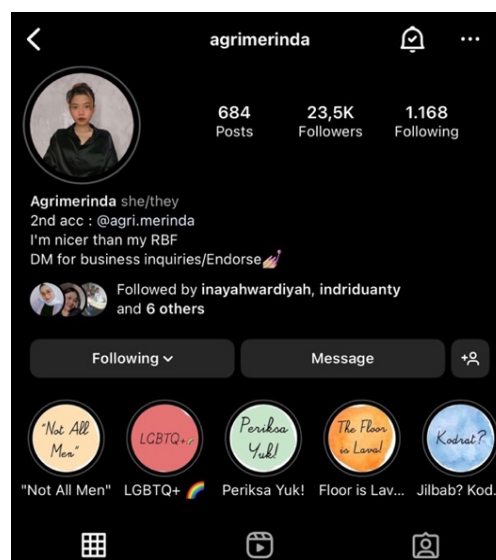 agrimerinda
684 23,5K 1.168
Posts Followers Following
Agrimerinda she/they
2nd acc : @agri.merinda
I'm nicer than my RBF
DM for business inquiries/Endorse💅🏼
Followed by inayahwardiyah, indriduanty
and 6 others
Following Message
"Not All
Men"
LGBTQ+
Periksa
Yuk!
The Floor
is Lava!
Kodrat?
"Not All Men" LGBTQ+ 🌈 Periksa Yuk! Floor is Lav... Jilbab? Kod.